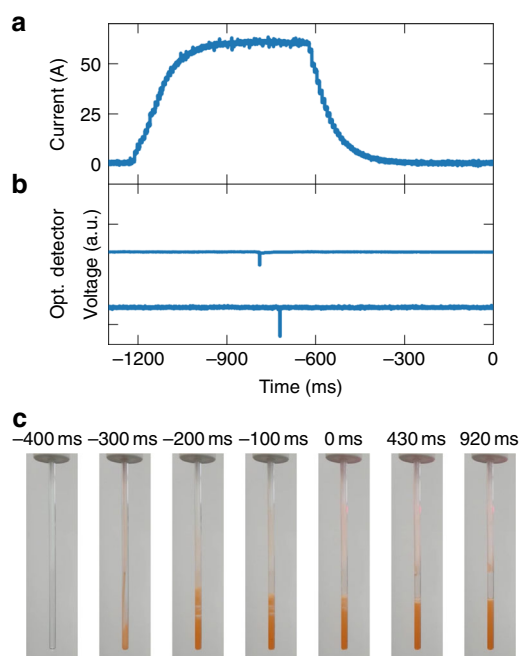 a
50
25
0
Current (A)
b
Opt. detector
Voltage (a.u.)
−1200 −900 −600 −300 0
Time (ms)
c
−400 ms −300 ms −200 ms −100 ms 0 ms 430 ms 920 ms